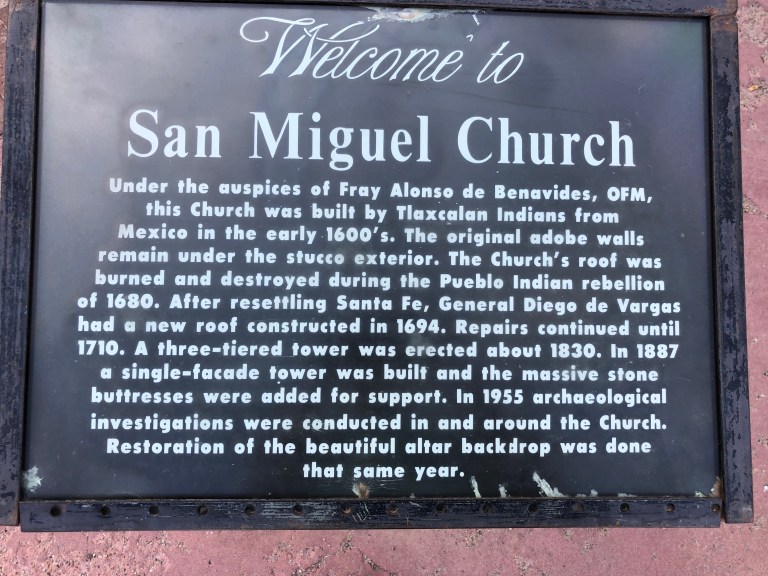 Welcome to
San Miguel Church
Under the auspices of Fray Alonso de Benavides, OFM,
this Church was built by Tlaxcalan Indians from
Mexico in the early 1600's. The original adobe walls
remain under the stucco exterior. The Church's roof was
burned and destroyed during the Pueblo Indian rebellion
of 1680. After resettling Santa Fe, General Diego de Vargas
had a new roof constructed in 1694. Repairs continued until
1710. A three-tiered tower was erected about 1830. In 1887
a single-facade tower was built and the massive stone
buttresses were added for support. In 1955 archaeological
investigations were conducted in and around the Church.
Restoration of the beautiful altar backdrop was done
that same year.